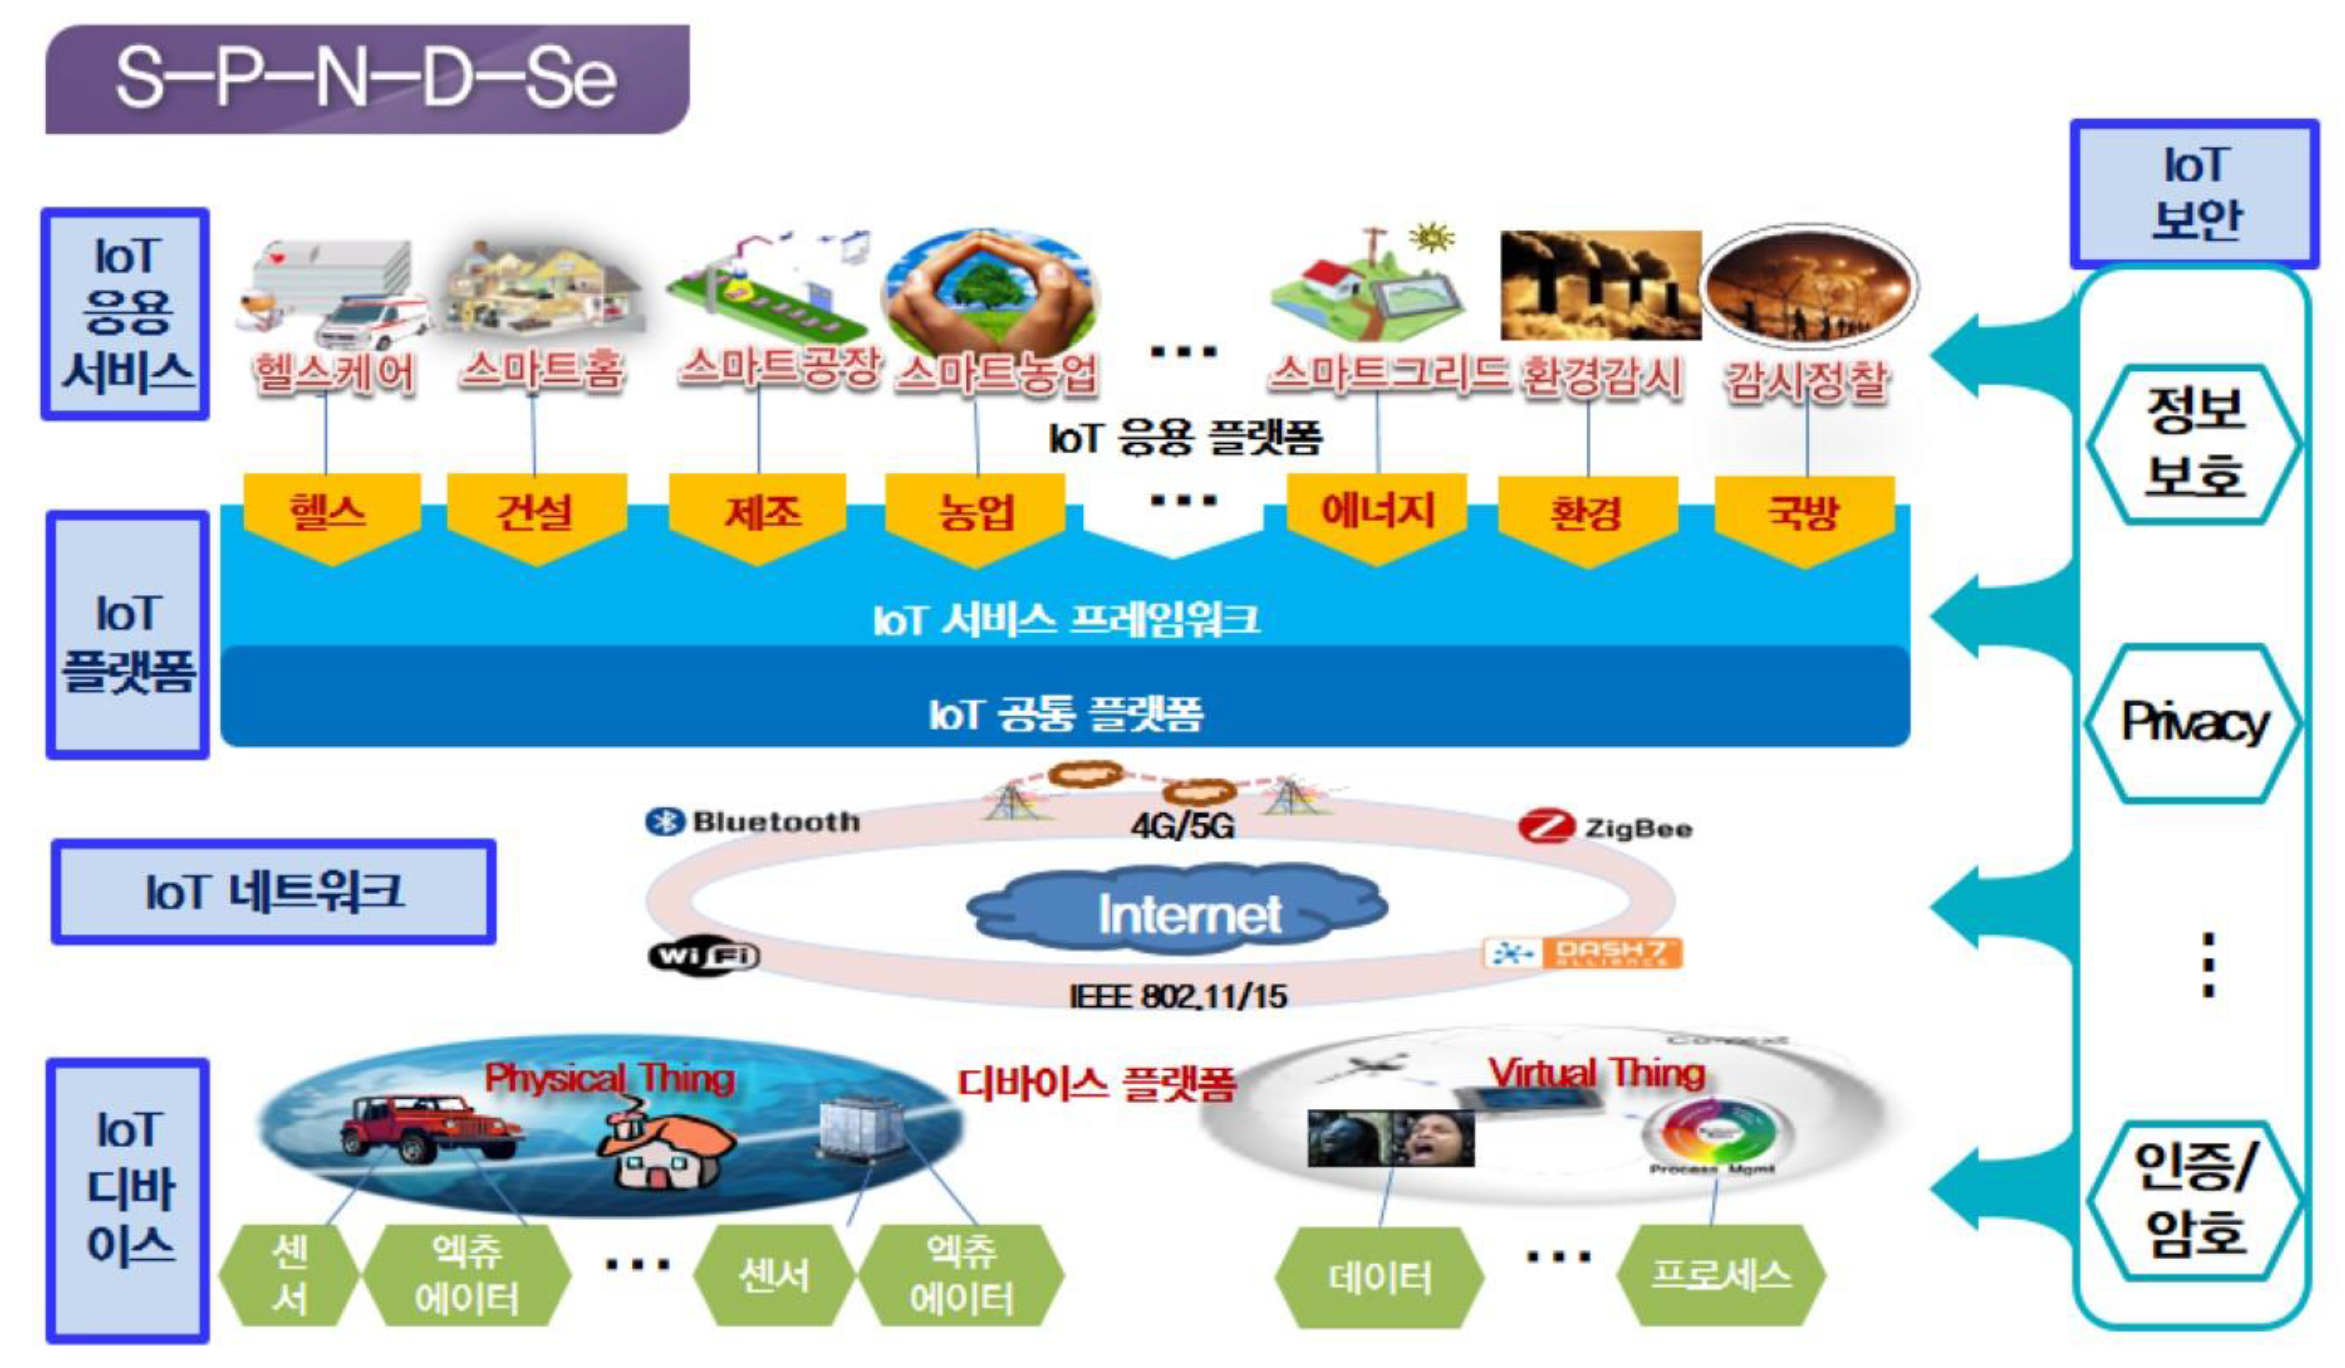 S-P-N-D-Se
IoT
보안
IoT
응용
서비스
헬스케어
스마트홈
스마트공장
스마트농업
...
스마트그리드
환경감시
감시정찰
IoT 응용 플랫폼
IoT
플랫폼
헬스
건설
제조
농업
...
에너지
환경
국방
IoT 서비스 프레임워크
IoT 공통 플랫폼
정보
보호
Privacy
인증/
암호
IoT 네트워크
Bluetooth
4G/5G
ZigBee
Internet
WiFi
DASH7
ALLIANCE
IEEE 802.11/15
IoT
디바
이스
Physical Thing
디바이스 플랫폼
Virtual Thing
Context
Process Mgmt
센
서
엑츄
에이터
...
센서
엑츄
에이터
데이터
...
프로세스